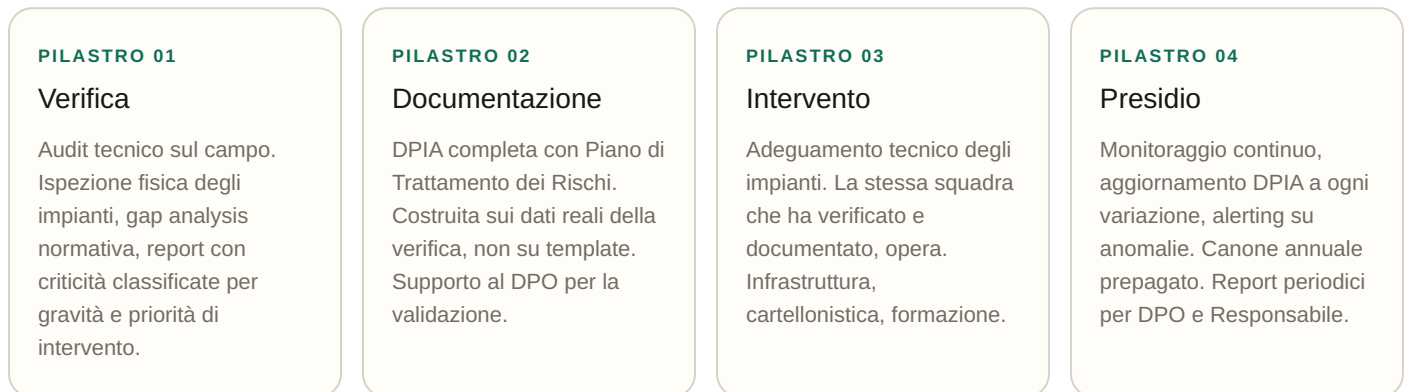 PILASTRO 01
Verifica
Audit tecnico sul campo.
Ispezione fisica degli
impianti, gap analysis
normativa, report con
criticità classificate per
gravità e priorità di
intervento.
PILASTRO 02
Documentazione
DPIA completa con Piano di
Trattamento dei Rischi.
Costruita sui dati reali della
verifica, non su template.
Supporto al DPO per la
validazione.
PILASTRO 03
Intervento
Adeguamento tecnico degli
impianti. La stessa squadra
che ha verificato e
documentato, opera.
Infrastruttura,
cartellonistica, formazione.
PILASTRO 04
Presidio
Monitoraggio continuo,
aggiornamento DPIA a ogni
variazione, alerting su
anomalie. Canone annuale
prepagato. Report periodici
per DPO e Responsabile.